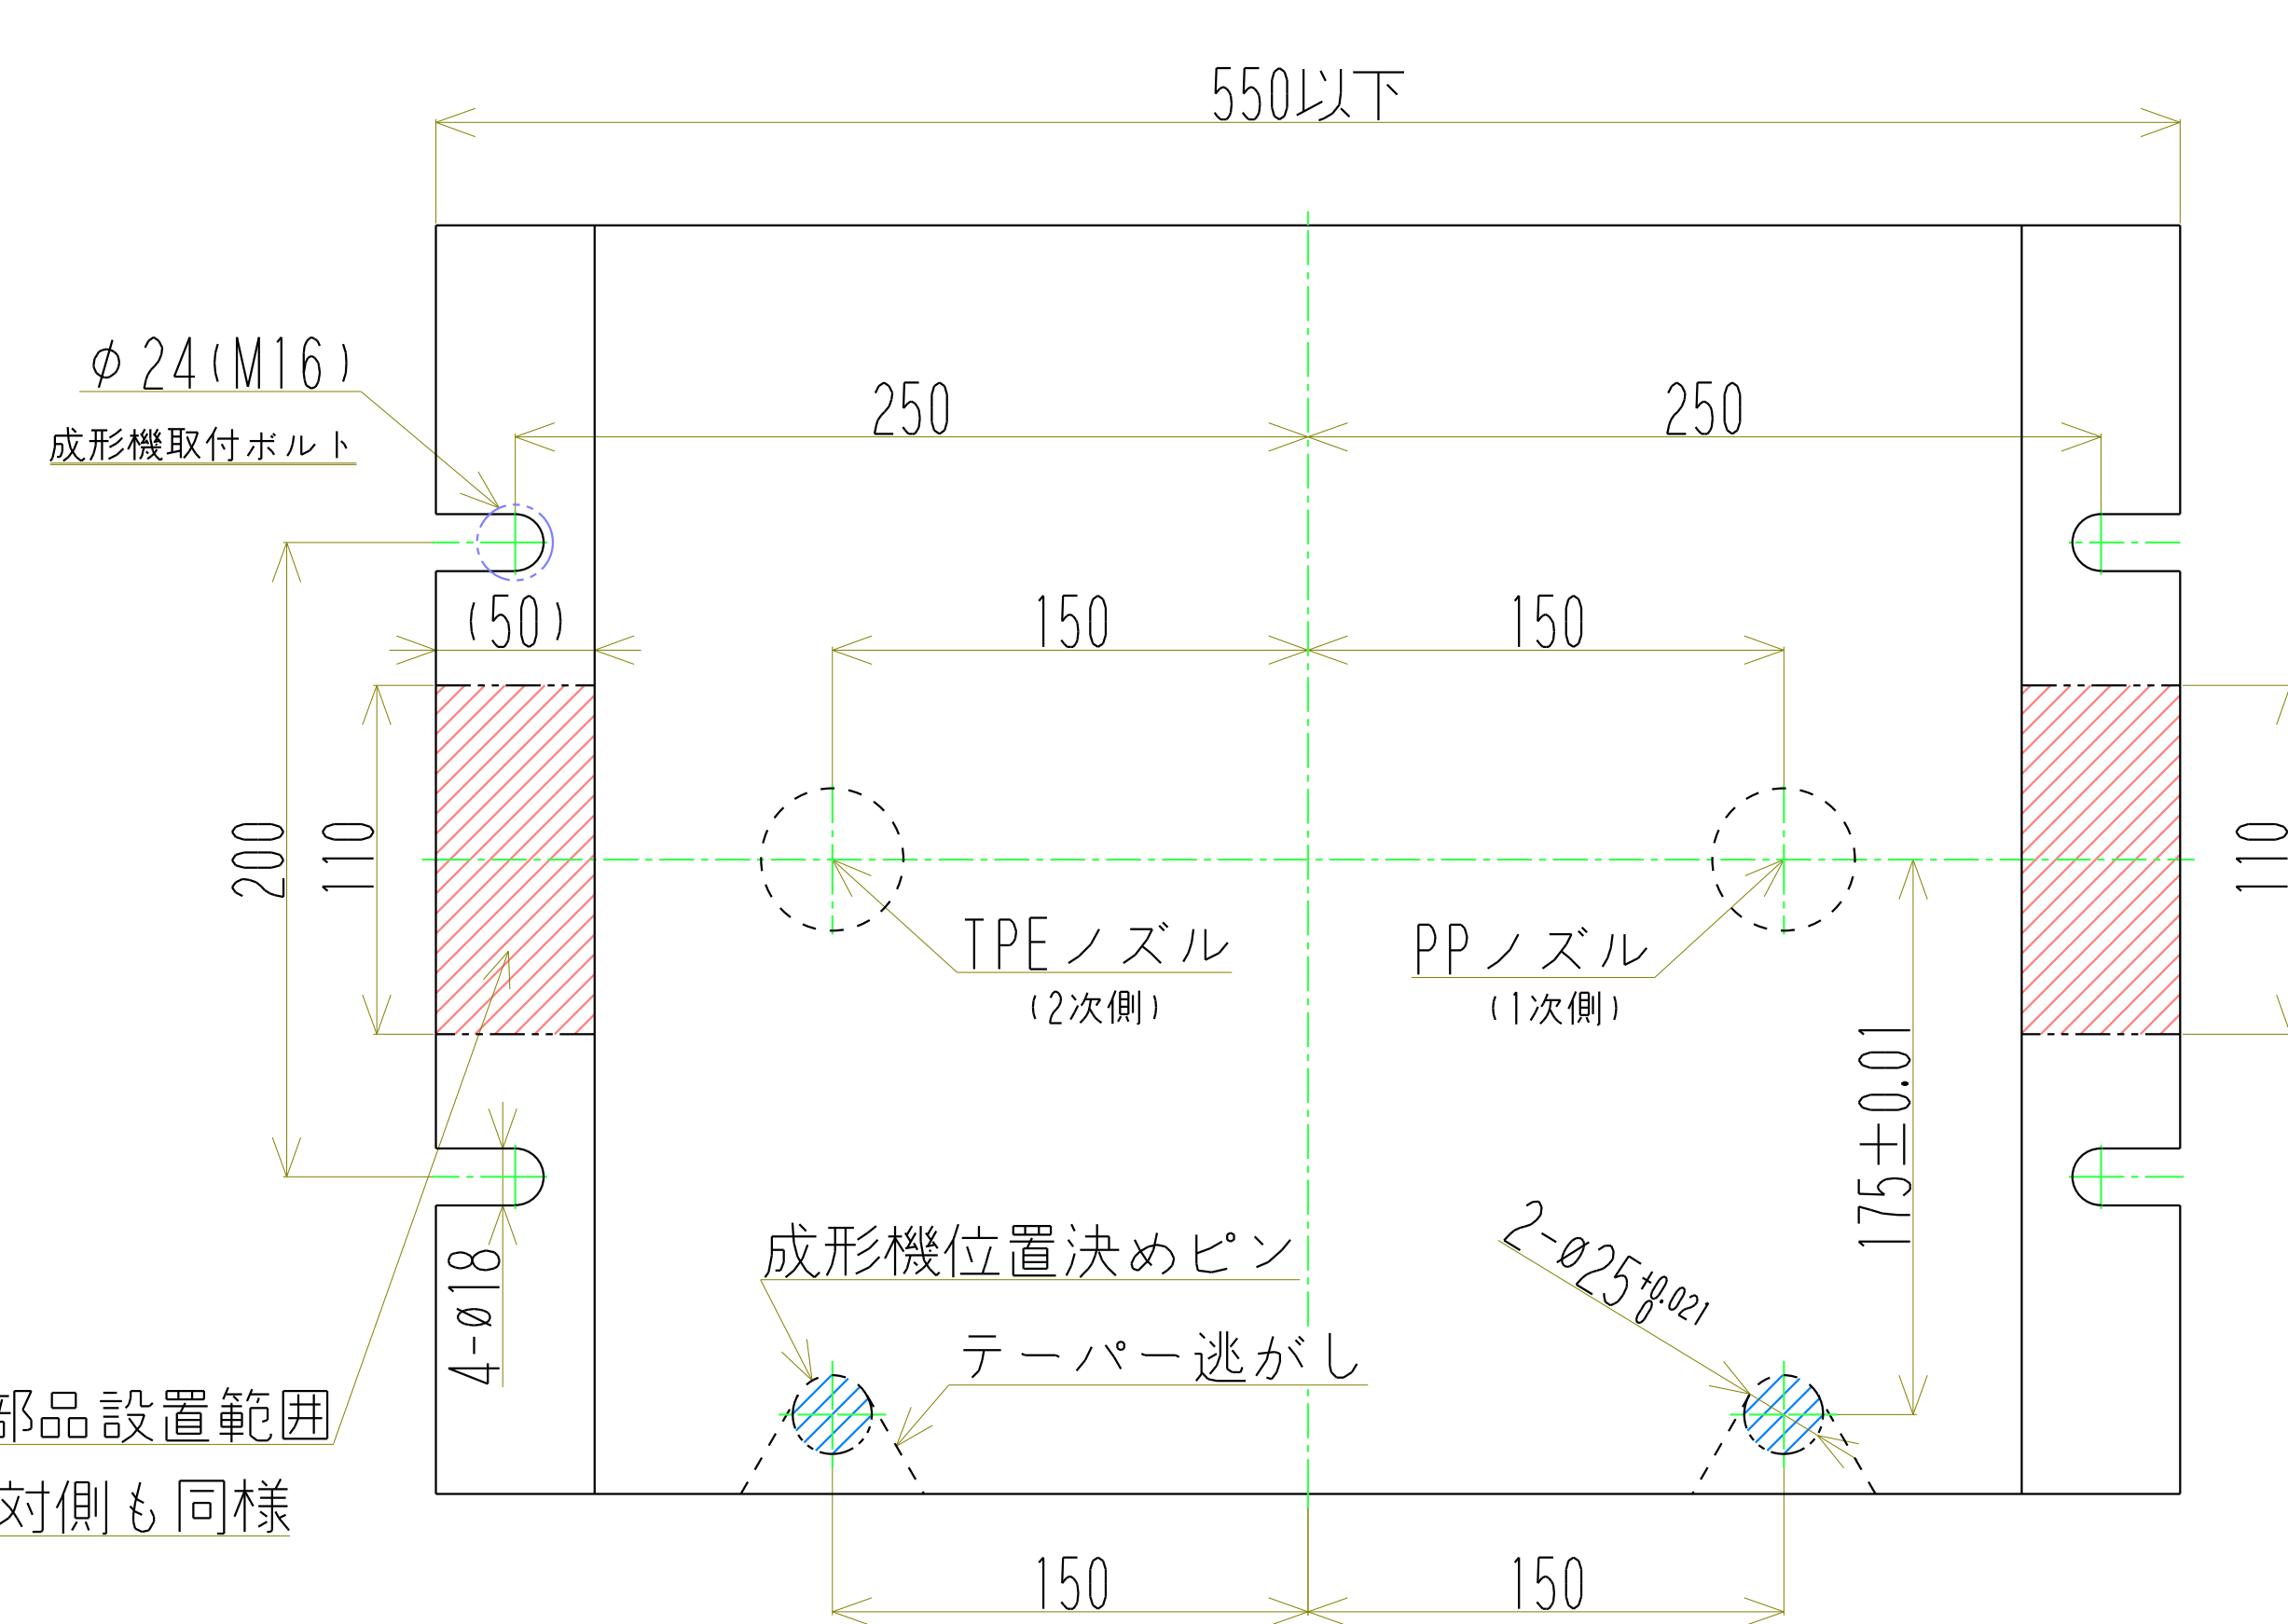 550以下
φ24(M16)
成形機取付ボルト
250
250
(50)
150
150
200
110
110
TPEノズル
(2次側)
PPノズル
(1次側)
175±0.01
4-ø18
2-ø25 +0.021 0
成形機位置決めピン
テーパー逃がし
部品設置範囲
対側も同様
150
150